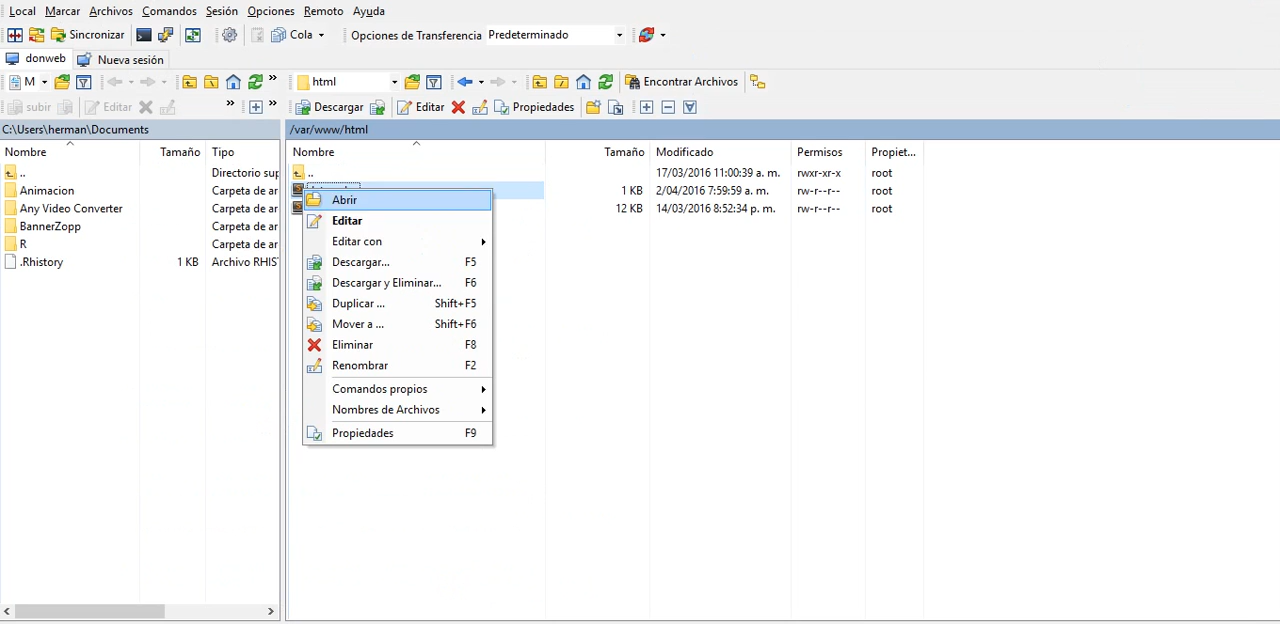 Local Marcar Archivos Comandos Sesión Opciones Remoto Ayuda
Sincronizar Cola Opciones de Transferencia Predeterminado
donweb Nueva sesión
M » html Encontrar Archivos
subir Editar » » Descargar Editar Propiedades
C:\Users\herman\Documents /var/www/html
Nombre Tamaño Tipo Nombre Tamaño Modificado Permisos Propiet...
.. Directorio sup .. 17/03/2016 11:00:39 a. m. rwxr-xr-x root
Animacion Carpeta de ar 1 KB 2/04/2016 7:59:59 a. m. rw-r--r-- root
Any Video Converter Carpeta de ar 12 KB 14/03/2016 8:52:34 p. m. rw-r--r-- root
BannerZopp Carpeta de ar
R Carpeta de ar
.Rhistory 1 KB Archivo RHIS
Abrir
Editar
Editar con
Descargar... F5
Descargar y Eliminar... F6
Duplicar ... Shift+F5
Mover a ... Shift+F6
Eliminar F8
Renombrar F2
Comandos propios
Nombres de Archivos
Propiedades F9